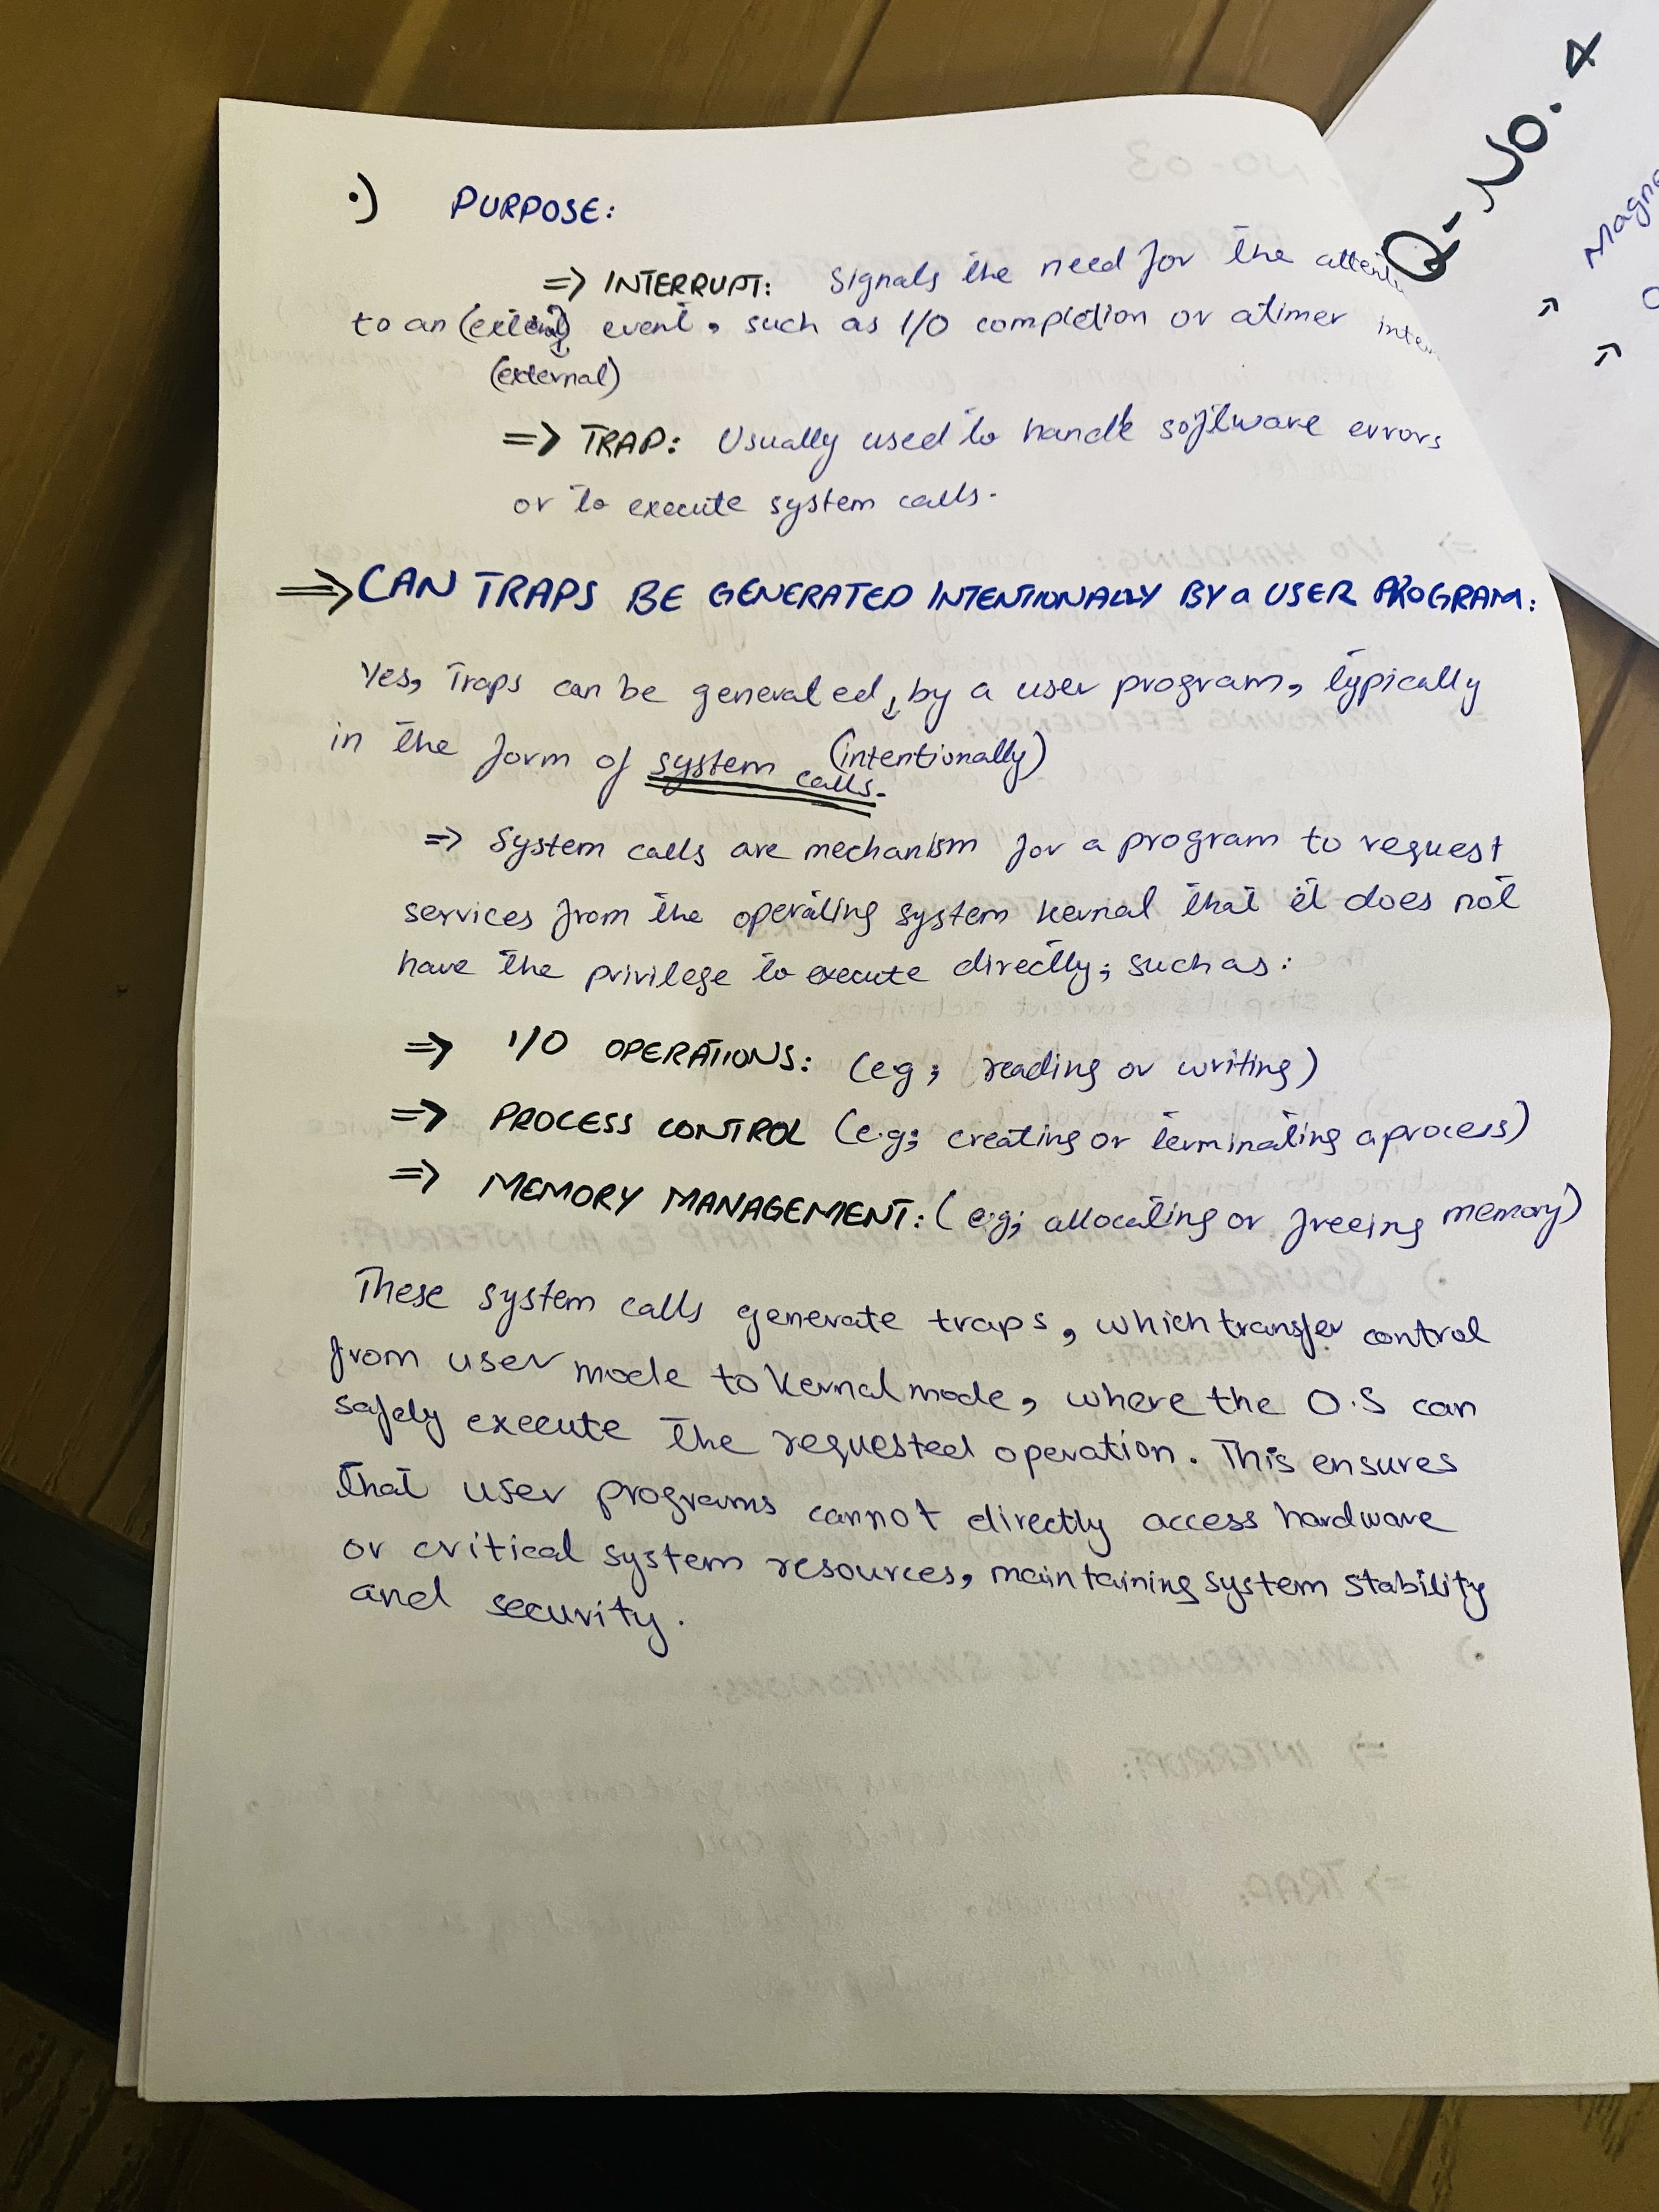 •) PURPOSE:
=> INTERRUPT: Signals the need for the
to an (external) event, such as I/O completion or a timer
(external)
=> TRAP: Usually used to handle software errors
or to execute system calls.
=> CAN TRAPS BE GENERATED INTENTIONALLY BY a USER PROGRAM:
Yes, Traps can be generated, by a user program, typically
in the form of system calls. (intentionally)
=> System calls are mechanism for a program to request
services from the operating system kernal that it does not
have the privilege to execute directly; such as:
=> I/O OPERATIONS: (eg; reading or writing)
=> PROCESS CONTROL (e.g; creating or terminating a process)
=> MEMORY MANAGEMENT: (e.g; allocating or freeing memory)
These system calls generate traps, which transfer control
from user mode to Kernal mode, where the O.S can
safely execute the requested operation. This ensures
that user programs cannot directly access hardware
or critical system resources, maintaining system stability
and security.
Q-No. 4